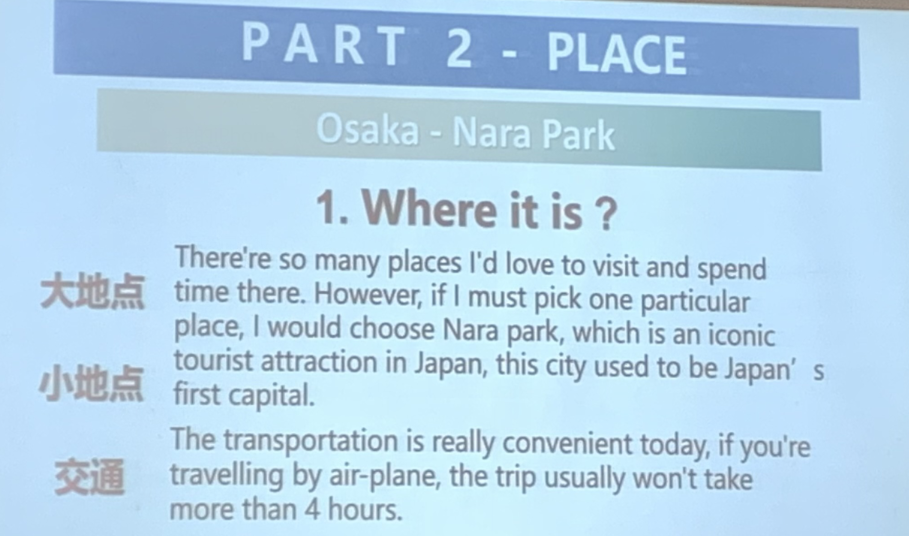 PART 2 - PLACE
Osaka - Nara Park
1. Where it is ?
大地点
There're so many places I'd love to visit and spend
time there. However, if I must pick one particular
place, I would choose Nara park, which is an iconic
小地点
tourist attraction in Japan, this city used to be Japan’s
first capital.
交通
The transportation is really convenient today, if you're
travelling by air-plane, the trip usually won't take
more than 4 hours.